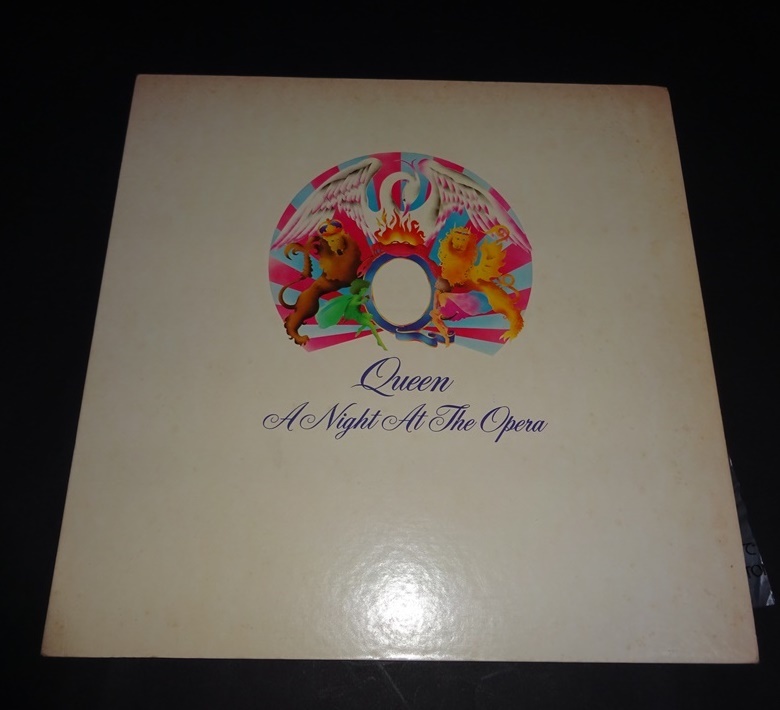 Queen
A Night At The Opera